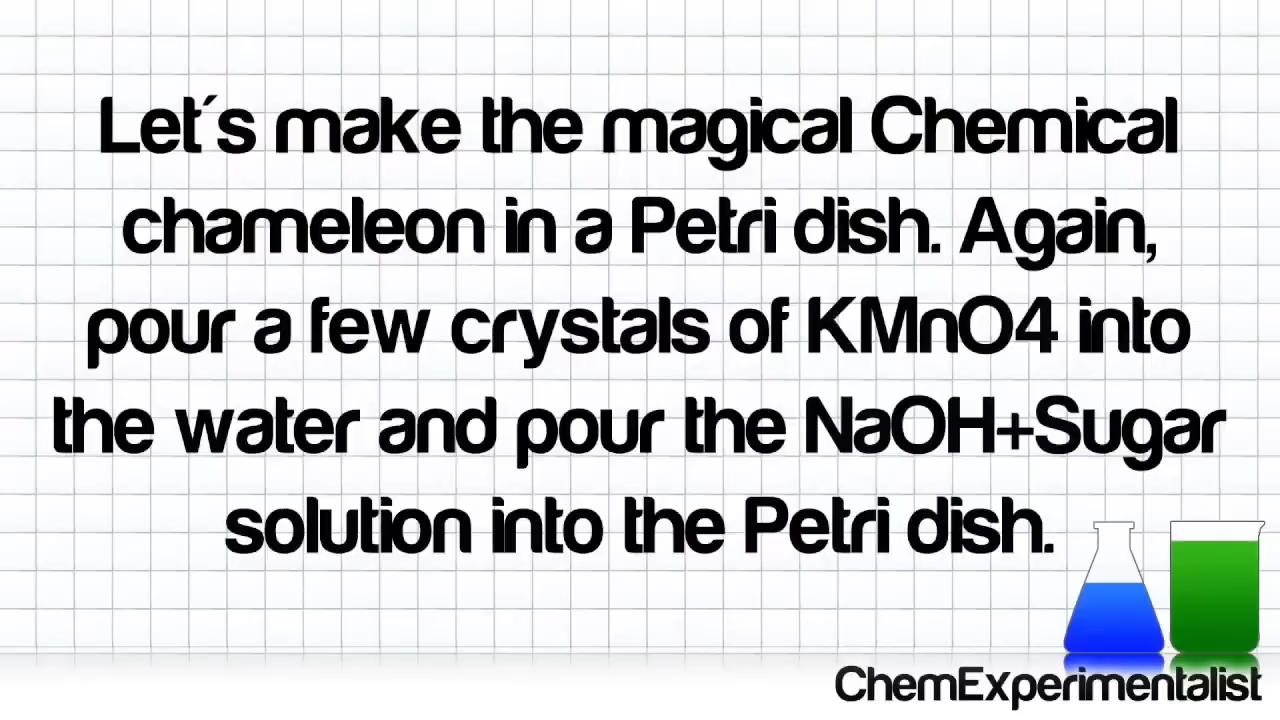 Let´s make the magical Chemical
chameleon in a Petri dish. Again,
pour a few crystals of KMnO4 into
the water and pour the NaOH+Sugar
solution into the Petri dish.
ChemExperimentalist